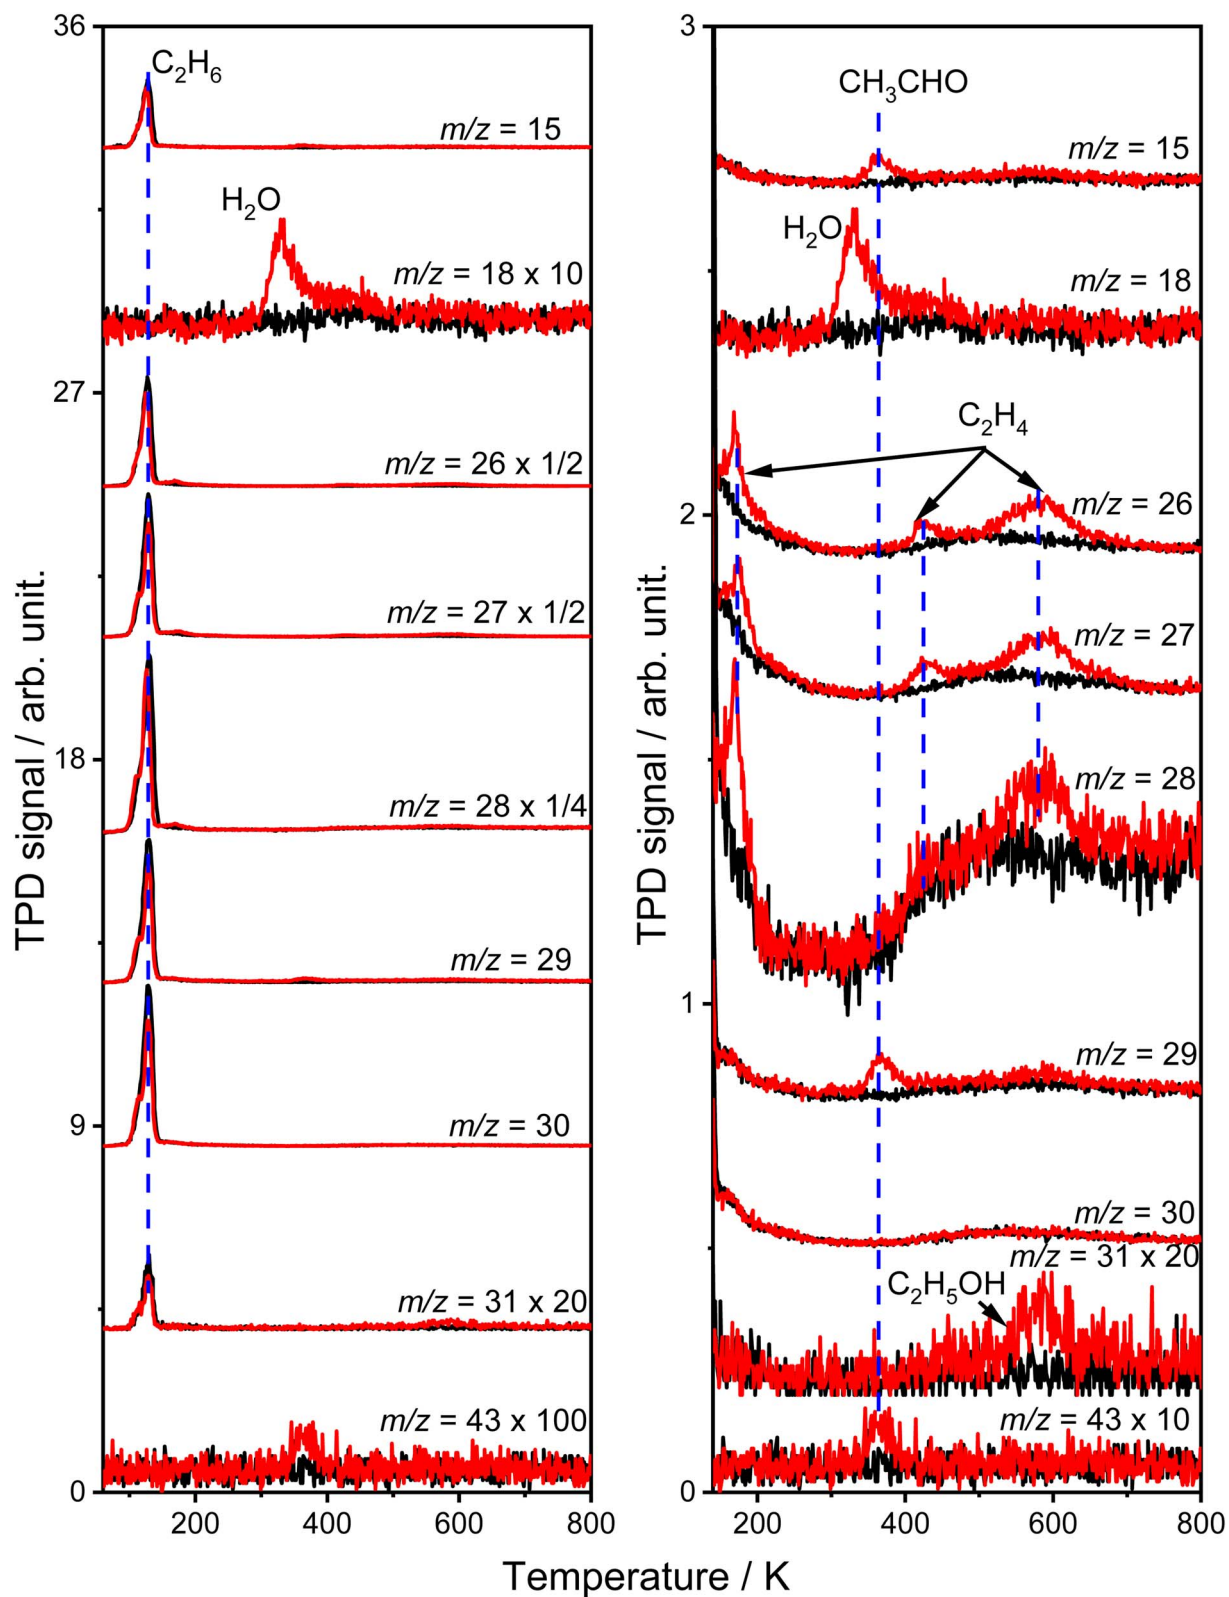 TPD signal / arb. unit.
36
27
18
9
0
C₂H₆
m/z = 15
H₂O
m/z = 18 x 10
m/z = 26 x 1/2
m/z = 27 x 1/2
m/z = 28 x 1/4
m/z = 29
m/z = 30
m/z = 31 x 20
m/z = 43 x 100
200 400 600 800
TPD signal / arb. unit.
3
2
1
0
CH₃CHO
m/z = 15
H₂O
m/z = 18
C₂H₄
m/z = 26
m/z = 27
m/z = 28
m/z = 29
m/z = 30
m/z = 31 x 20
C₂H₅OH
m/z = 43 x 10
200 400 600 800
Temperature / K